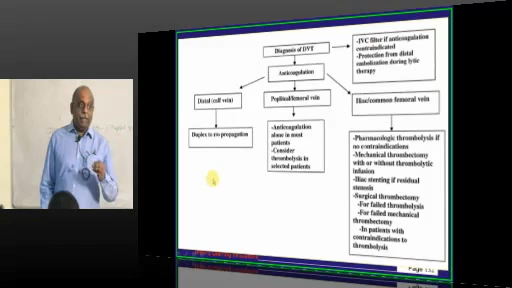 Diagnosis of DVT
-IVC filter if anticoagulation
contraindicated
-Protection from distal
embolization during lytic
therapy
Anticoagulation
Distal (calf vein)
Popliteal/femoral vein
Iliac/common femoral vein
Duplex to r/o propagation
-Anticoagulation
alone in most
patients
-Consider
thrombolysis in
selected patients
-Pharmacologic thrombolysis if
no contraindications
-Mechanical thrombectomy
with or without thrombolytic
infusion
-Iliac stenting if residual
stenosis
-Surgical thrombectomy
-For failed thrombolysis
-For failed mechanical
thrombectomy
-In patients with
contraindications to
thrombolysis
Page